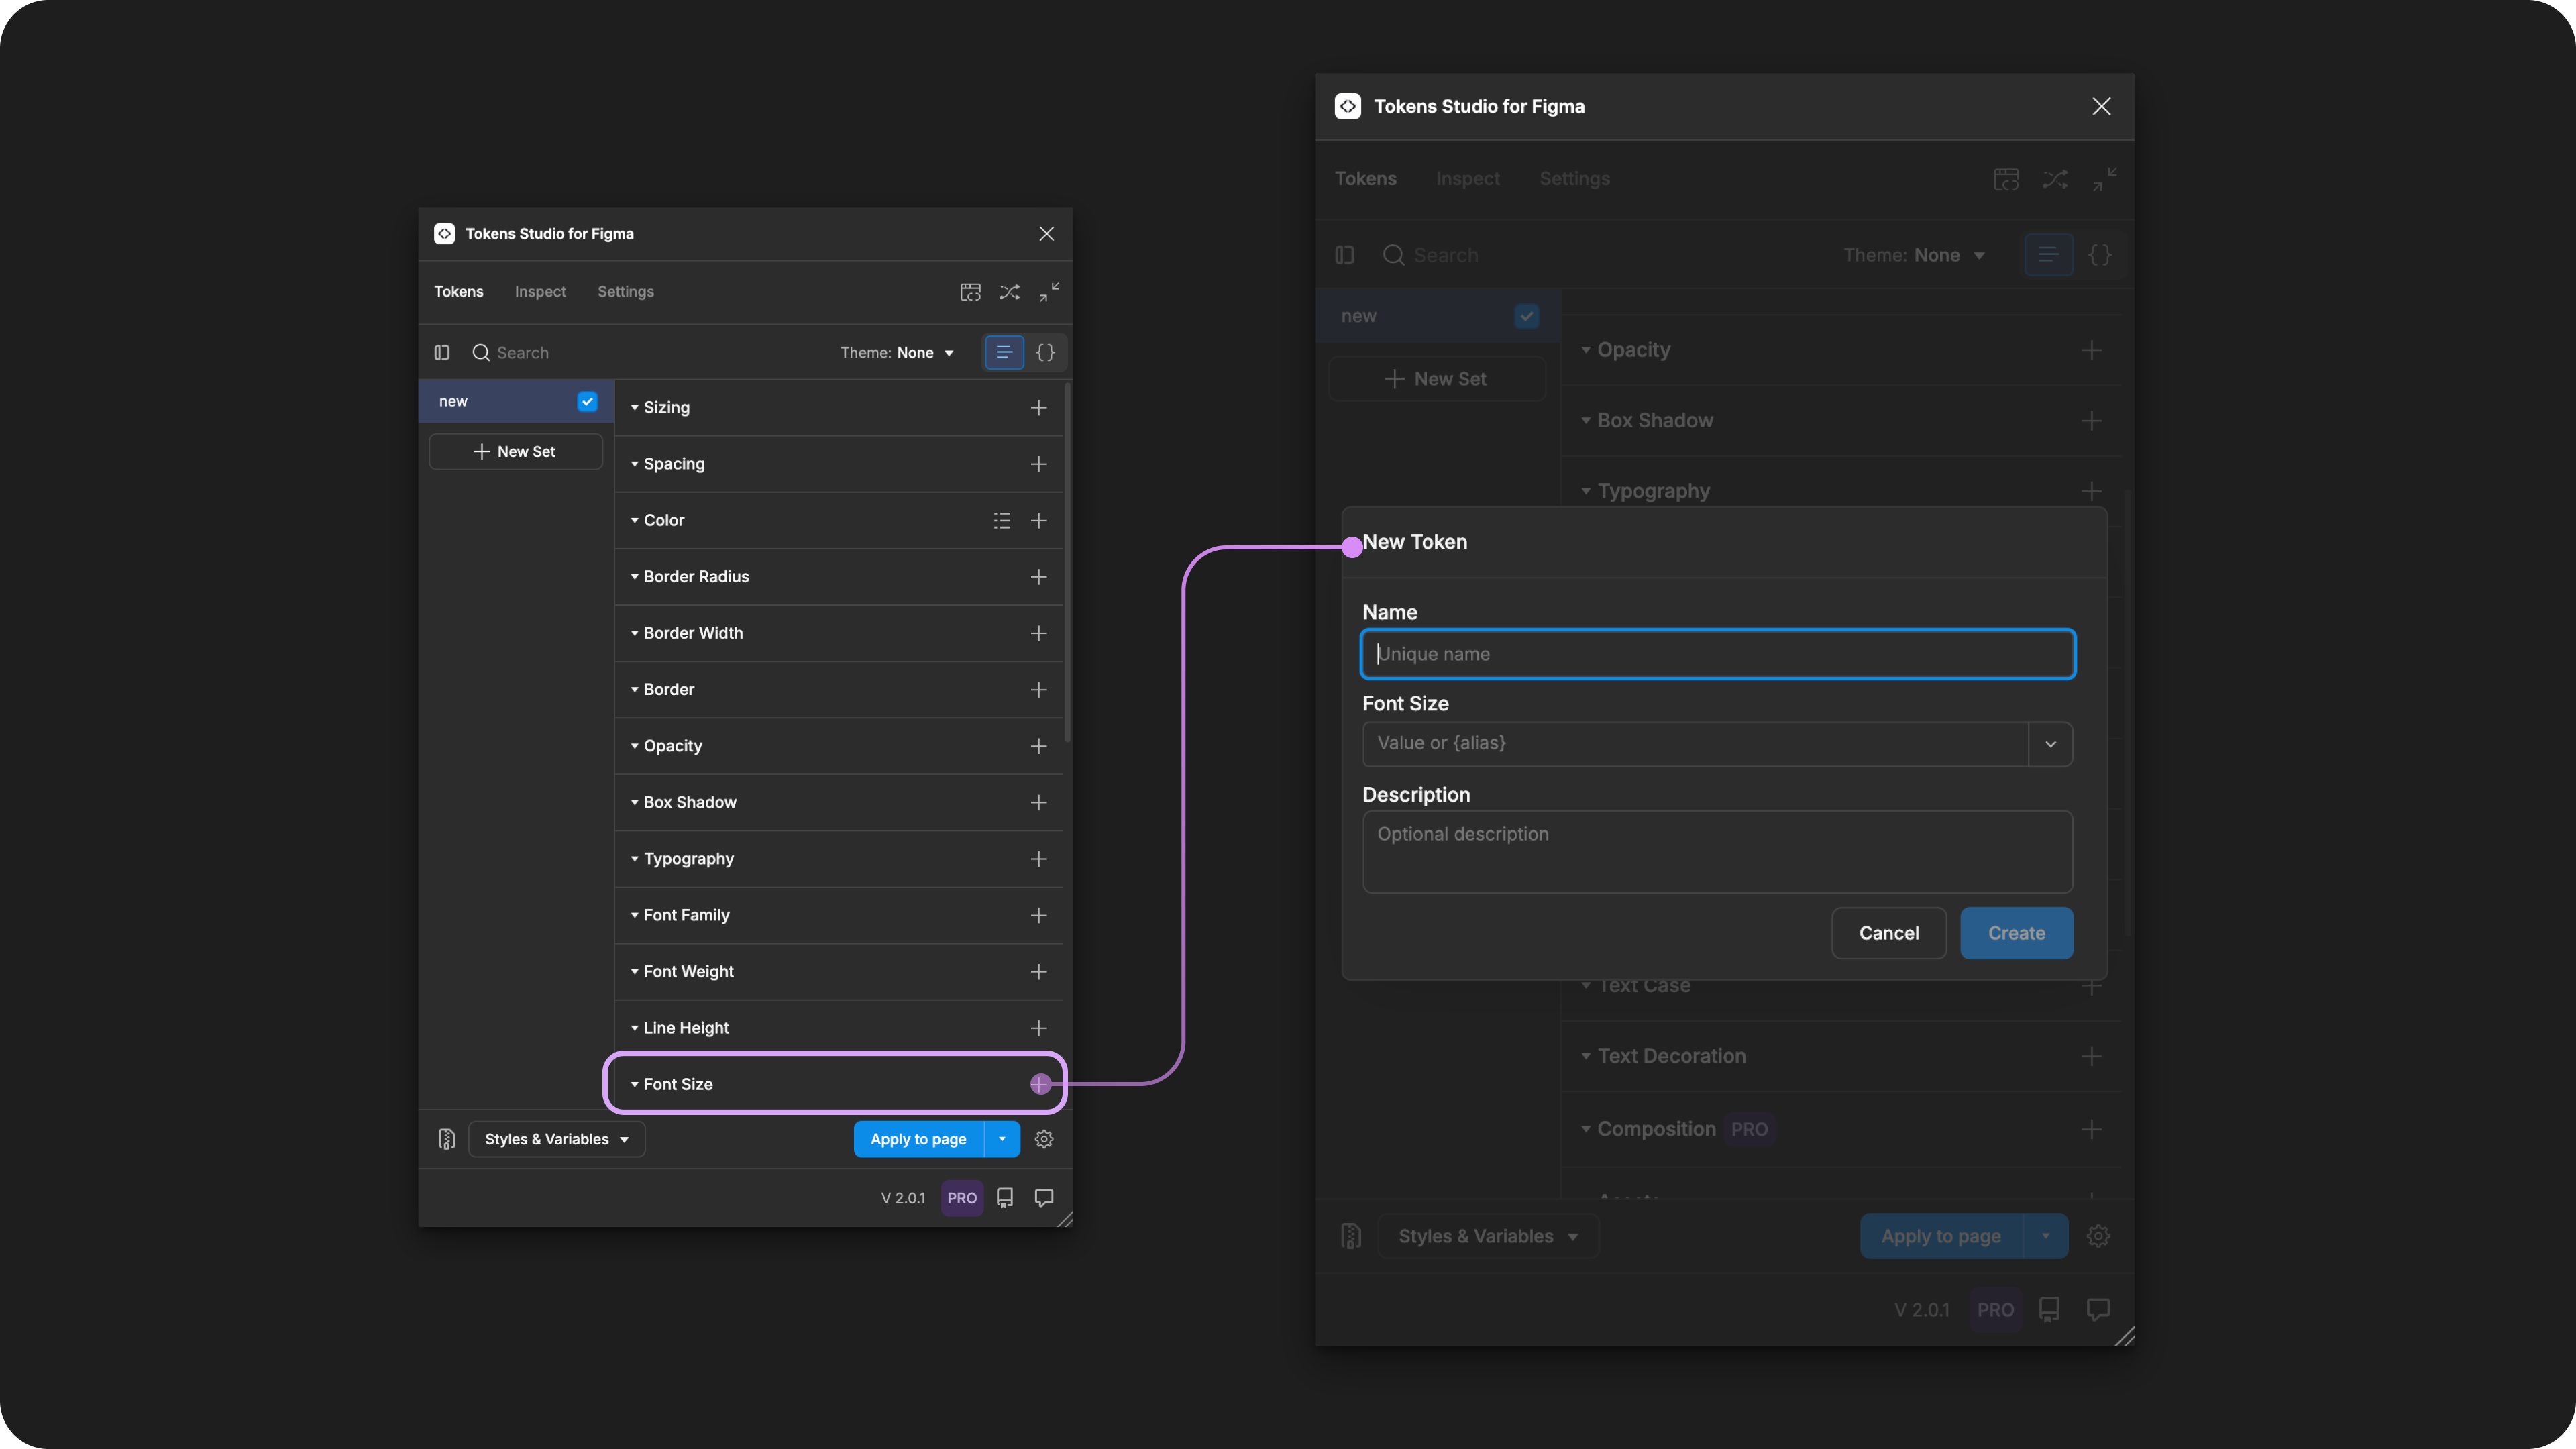 Tokens Studio for Figma
Tokens Inspect Settings
Search Theme: None {}
new
New Set
Sizing
Spacing
Color
Border Radius
Border Width
Border
Opacity
Box Shadow
Typography
Font Family
Font Weight
Line Height
Font Size
Styles & Variables Apply to page
V 2.0.1 PRO
Tokens Studio for Figma
Tokens Inspect Settings
Search Theme: None {}
new
New Set
Opacity
Box Shadow
Typography
New Token
Name
Unique name
Font Size
Value or {alias}
Description
Optional description
Cancel Create
Text Case
Text Decoration
Composition PRO
Styles & Variables Apply to page
V 2.0.1 PRO